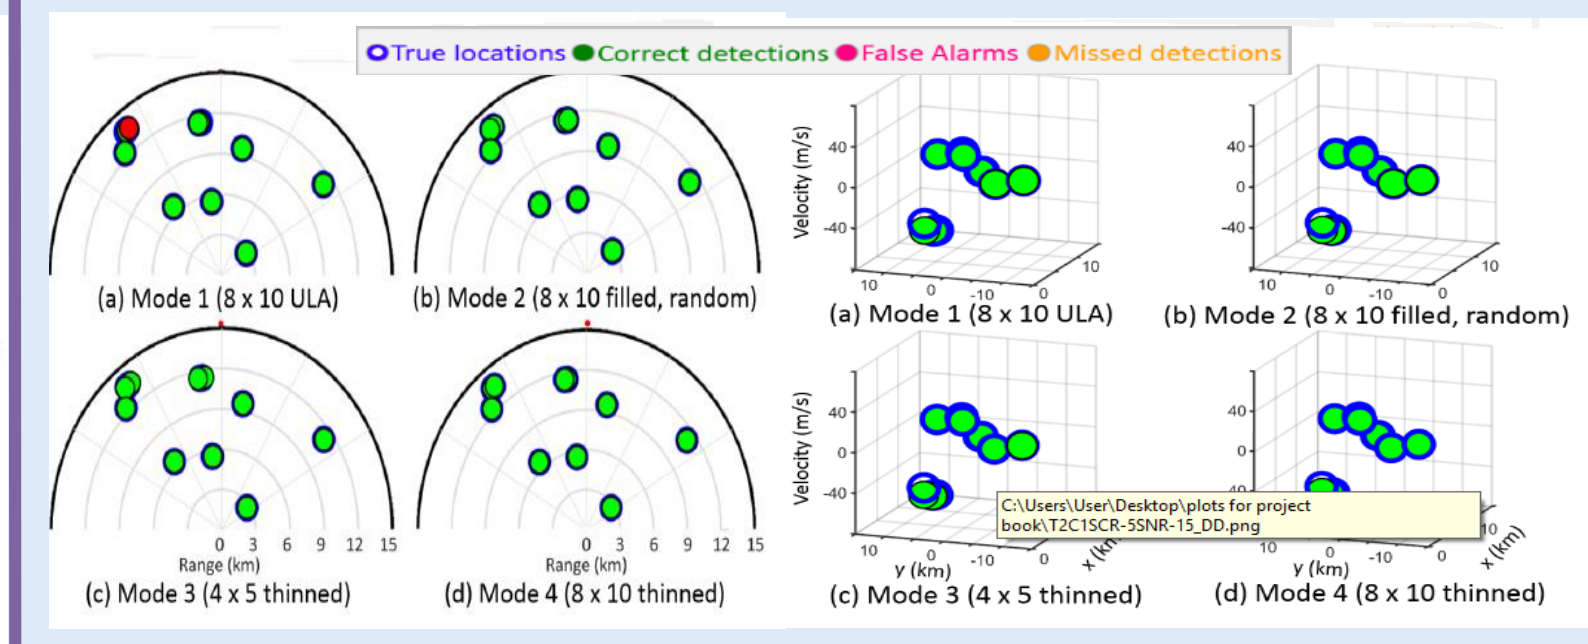 True locations Correct detections False Alarms Missed detections
(a) Mode 1 (8 x 10 ULA)
(b) Mode 2 (8 x 10 filled, random)
0 3 6 9 12 15
Range (km)
(c) Mode 3 (4 x 5 thinned)
0 3 6 9 12 15
Range (km)
(d) Mode 4 (8 x 10 thinned)
Velocity (m/s)
40
0
-40
10
0
-10
0
10
(a) Mode 1 (8 x 10 ULA)
40
0
-40
10
0
-10
0
10
(b) Mode 2 (8 x 10 filled, random)
Velocity (m/s)
40
0
-40
10
0
-10
0
y (km)
x (km
(c) Mode 3 (4 x 5 thinned)
40
0
10
0
-10
0
10
y (km)
x (km)
(d) Mode 4 (8 x 10 thinned)
C:\Users\User\Desktop\plots for project
book\T2C1SCR-5SNR-15_DD.png